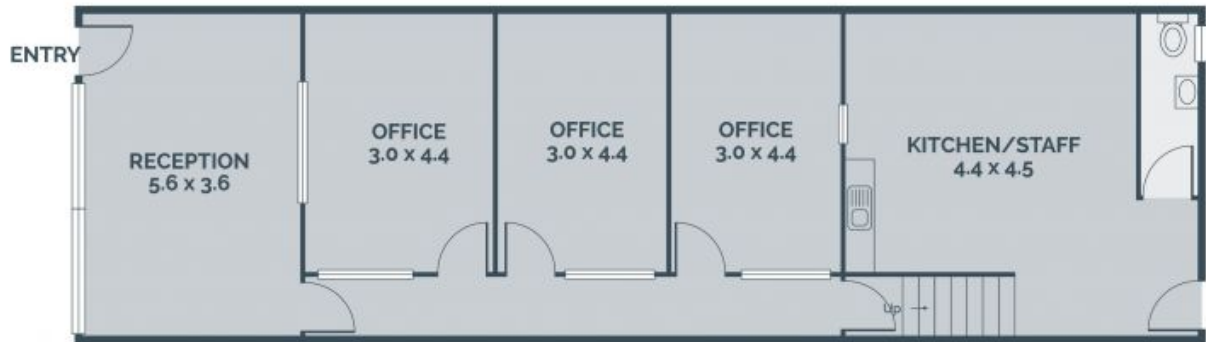 ENTRY
RECEPTION
5.6 x 3.6
OFFICE
3.0 x 4.4
OFFICE
3.0 x 4.4
OFFICE
3.0 x 4.4
KITCHEN/STAFF
4.4 x 4.5
Up